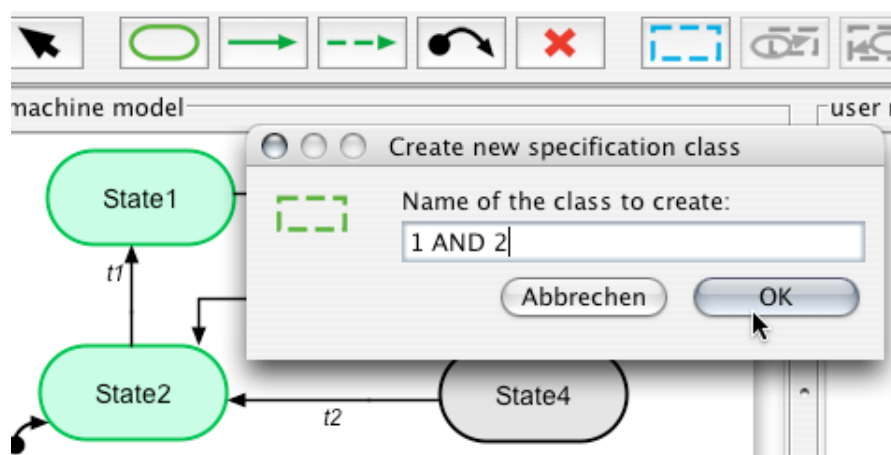 machine model
user
Create new specification class
Name of the class to create:
1 AND 2
Abbrechen
OK
State1
t1
State2
t2
State4